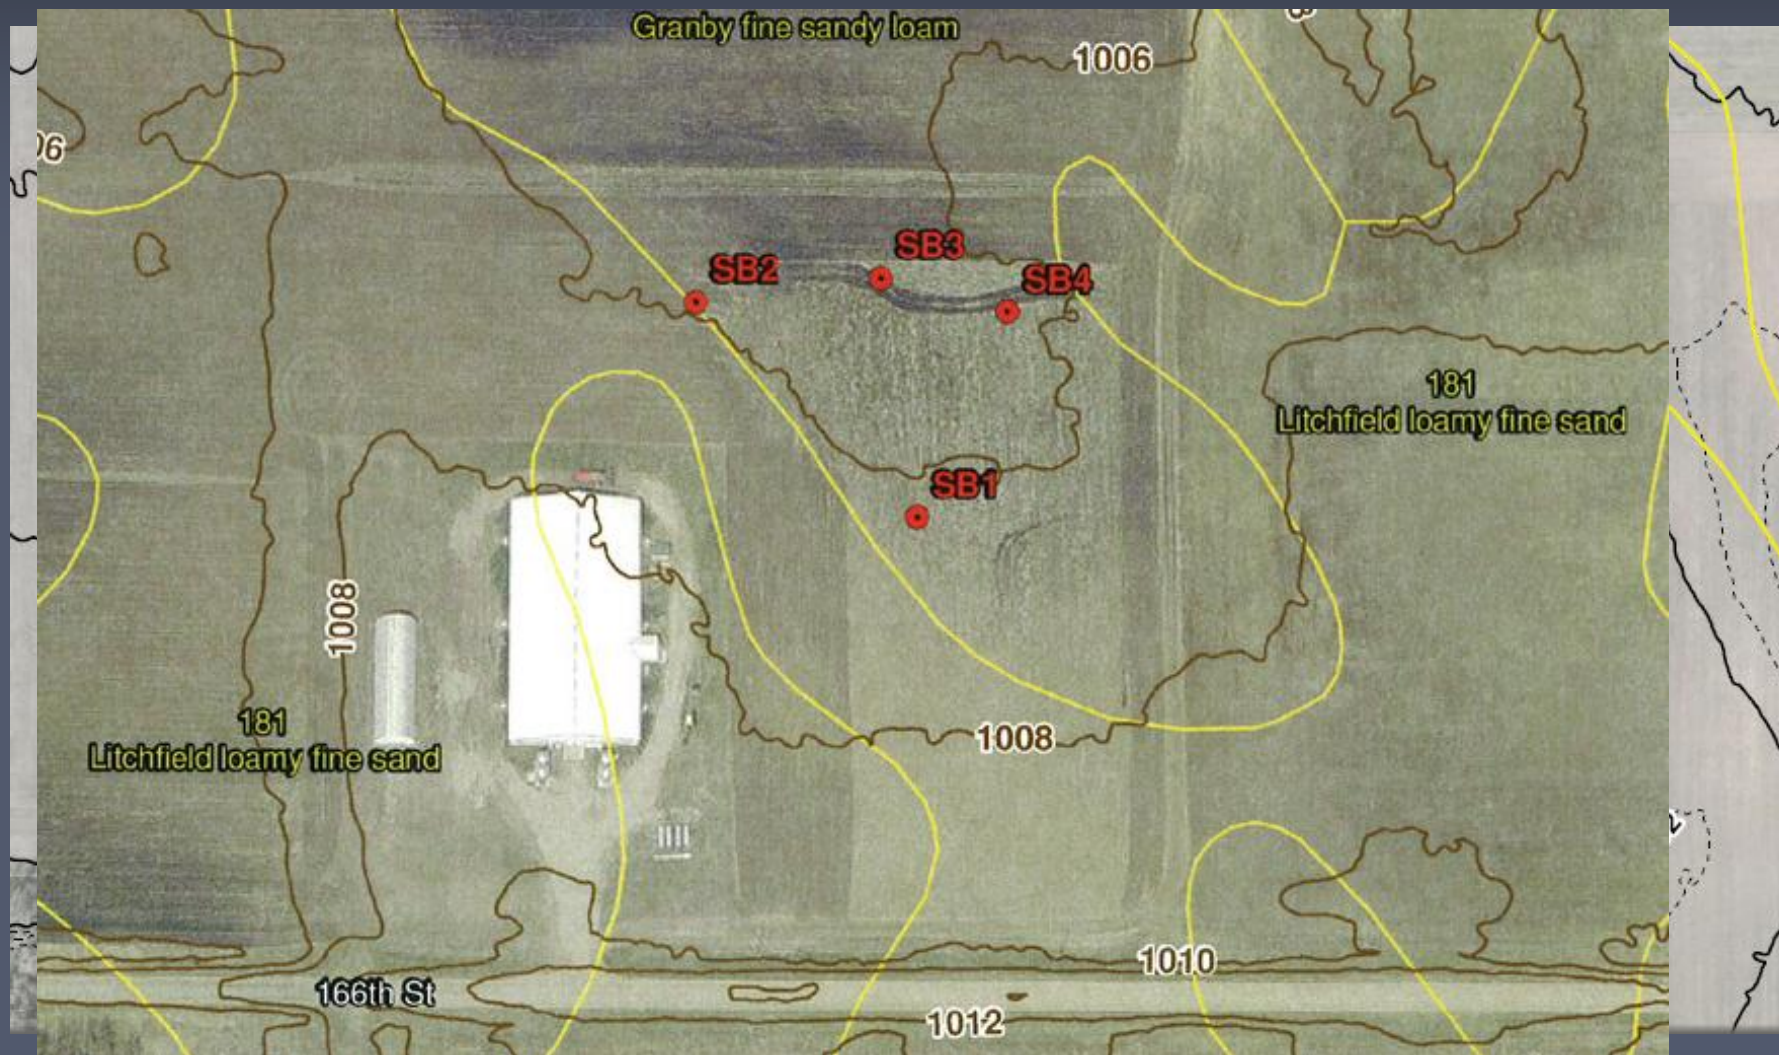 Granby fine sandy loam
1006
06
SB3
SB2
SB4
181
Litchfield loamy fine sand
SB1
1008
181
Litchfield loamy fine sand
1008
1010
166th St
1012